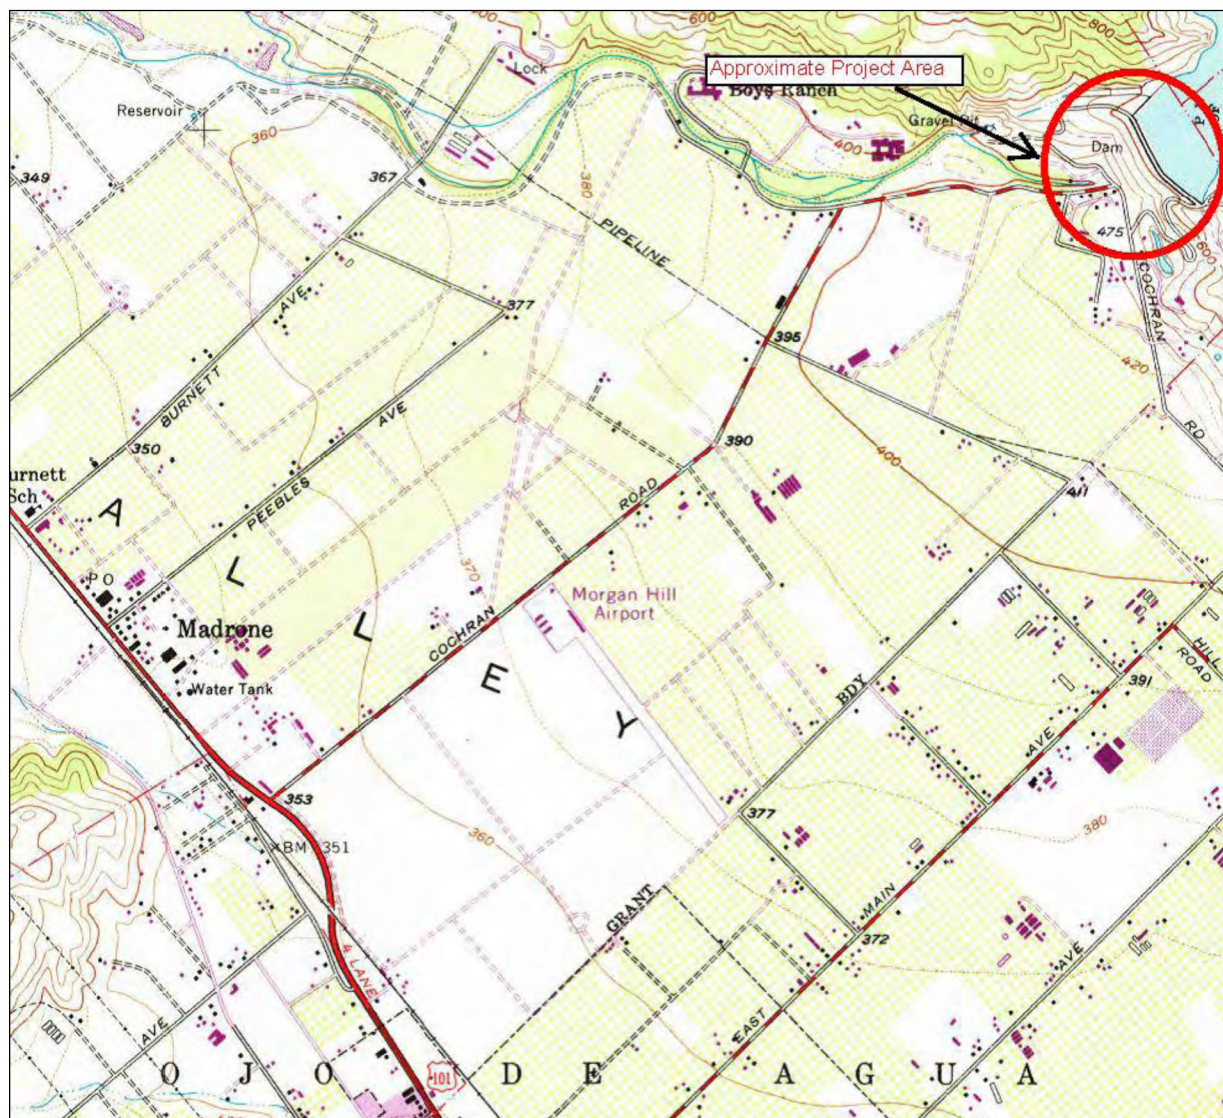 600
600
800
Approximate Project Area
Lock
Boys Ranch
Reservoir
360
Gravel Pit
400
Dam
349
367
380
475
600
PIPELINE
COCHRAN
RD
AVE
377
395
420
BURNETT
AVE
350
390
400
urnett
Sch
PEEBLES
ROAD
411
A
L
L
E
Y
P O
370
Morgan Hill
Airport
Madrone
COCHRAN
HILL
ROAD
Water Tank
BDY
391
AVE
353
377
380
BM 351
360
GRANT
MAIN
372
4 LANE
AVE
AVE
EAST
O J O
101
D E
A G U A